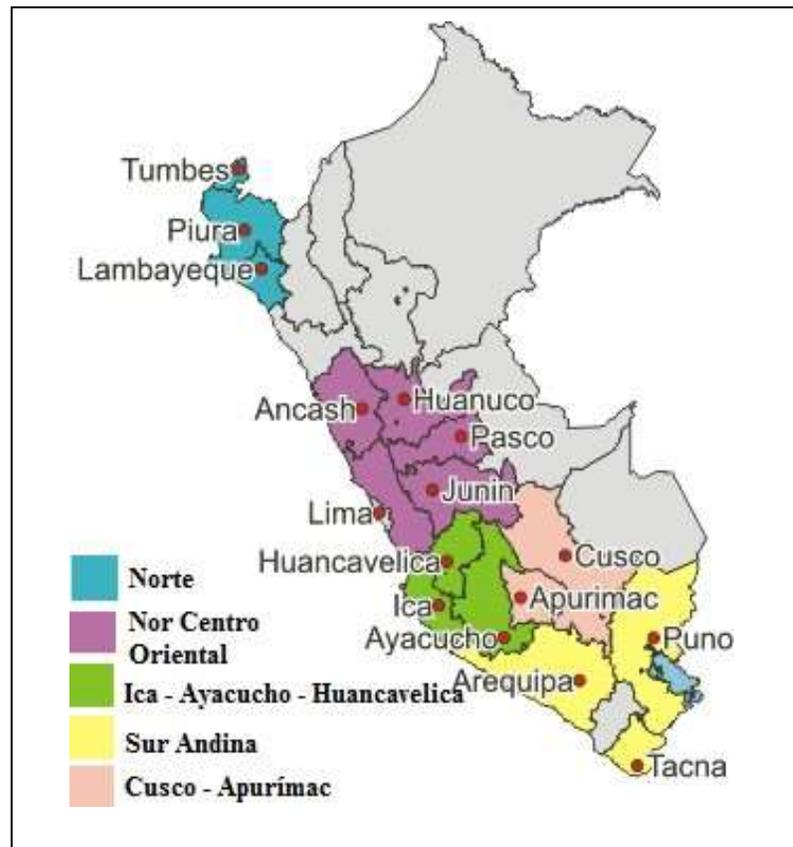 Tumbes
Piura
Lambayeque
Ancash
Huanuco
Pasco
Junin
Lima
Huancavelica
Cusco
Ica
Apurimac
Ayacucho
Puno
Arequipa
Tacna
Norte
Nor Centro
Oriental
Ica - Ayacucho - Huancavelica
Sur Andina
Cusco - Apurímac